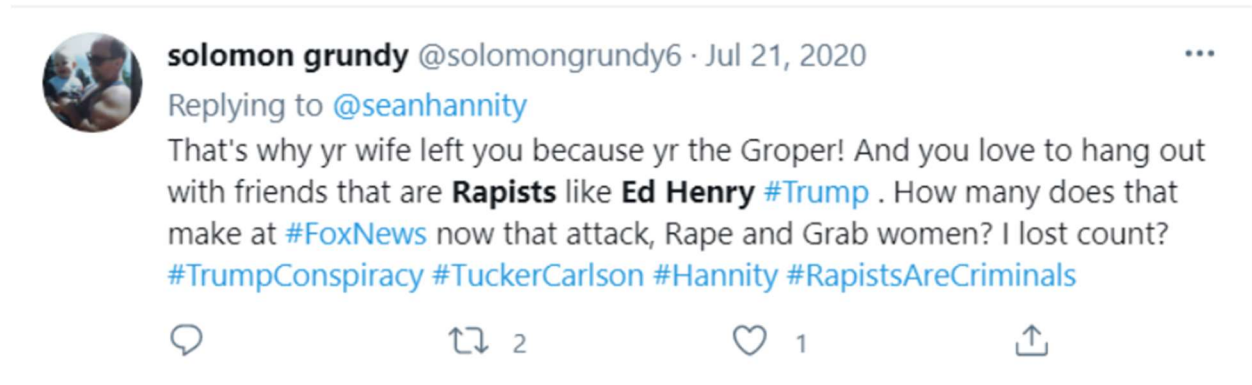 solomon grundy @solomongrundy6 · Jul 21, 2020
Replying to @seanhannity
That's why yr wife left you because yr the Groper! And you love to hang out
with friends that are Rapists like Ed Henry #Trump . How many does that
make at #FoxNews now that attack, Rape and Grab women? I lost count?
#TrumpConspiracy #TuckerCarlson #Hannity #RapistsAreCriminals
2 1